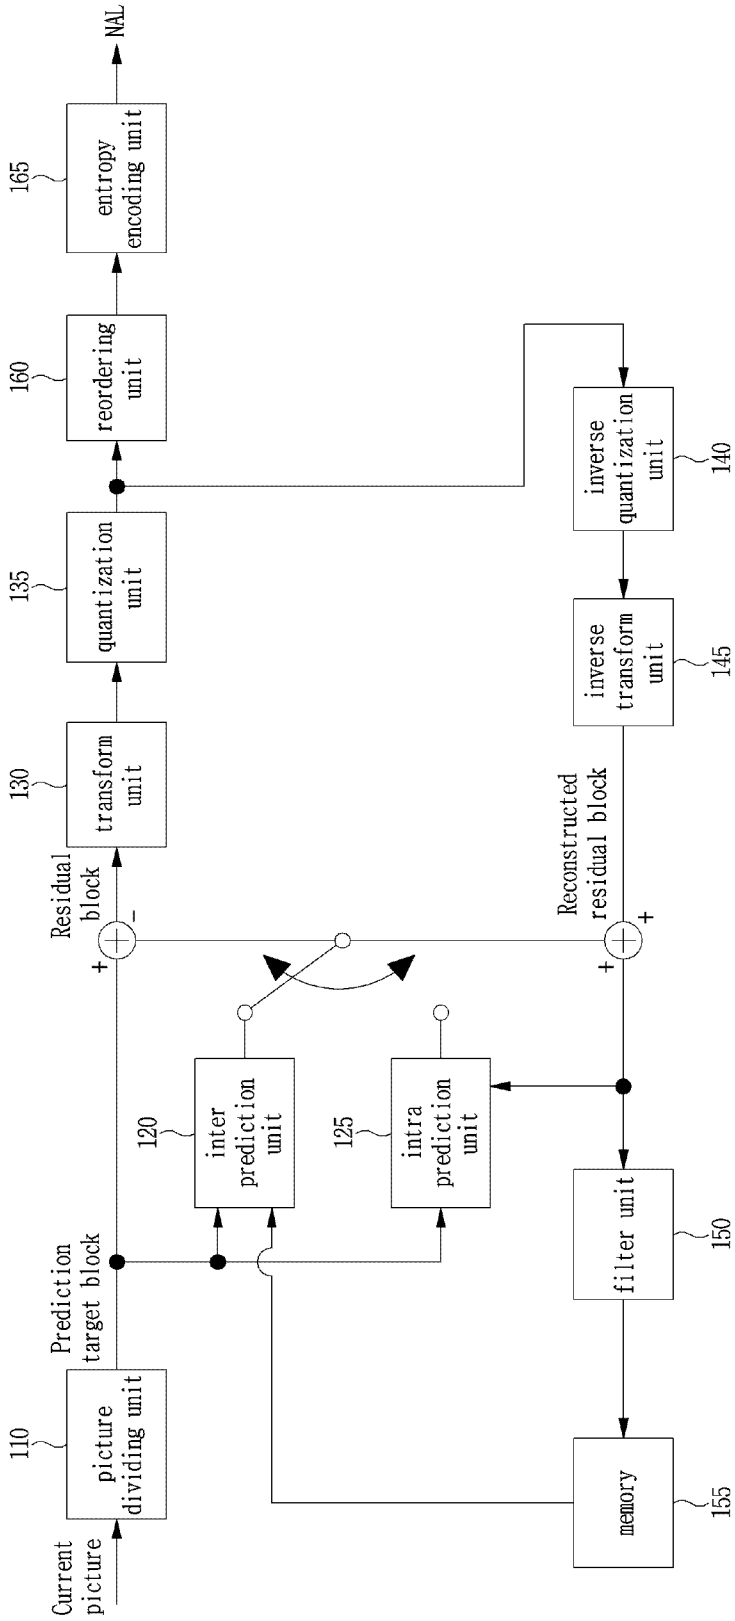 Current
picture
110
picture
dividing unit
Prediction
target block
120
inter
prediction
unit
125
intra
prediction
unit
+
-
Residual
block
130
transform
unit
135
quantization
unit
160
reordering
unit
165
entropy
encoding unit
NAL
140
inverse
quantization
unit
145
inverse
transform
unit
Reconstructed
residual block
+
+
150
filter unit
155
memory